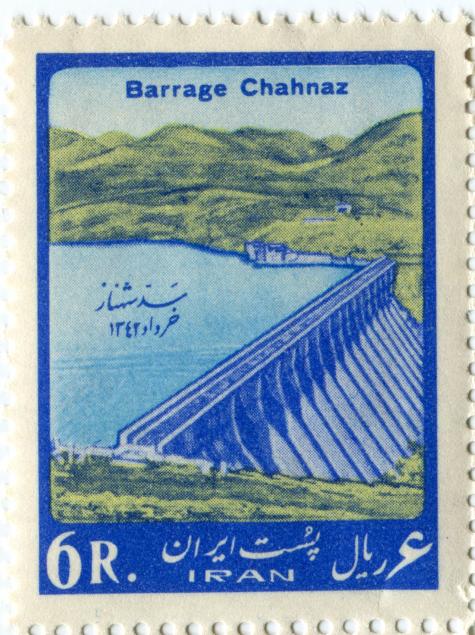 Barrage Chahnaz
سد شهناز
خرداد ۱۳۴۲
6R. پست ایران ۶ ریال
IRAN